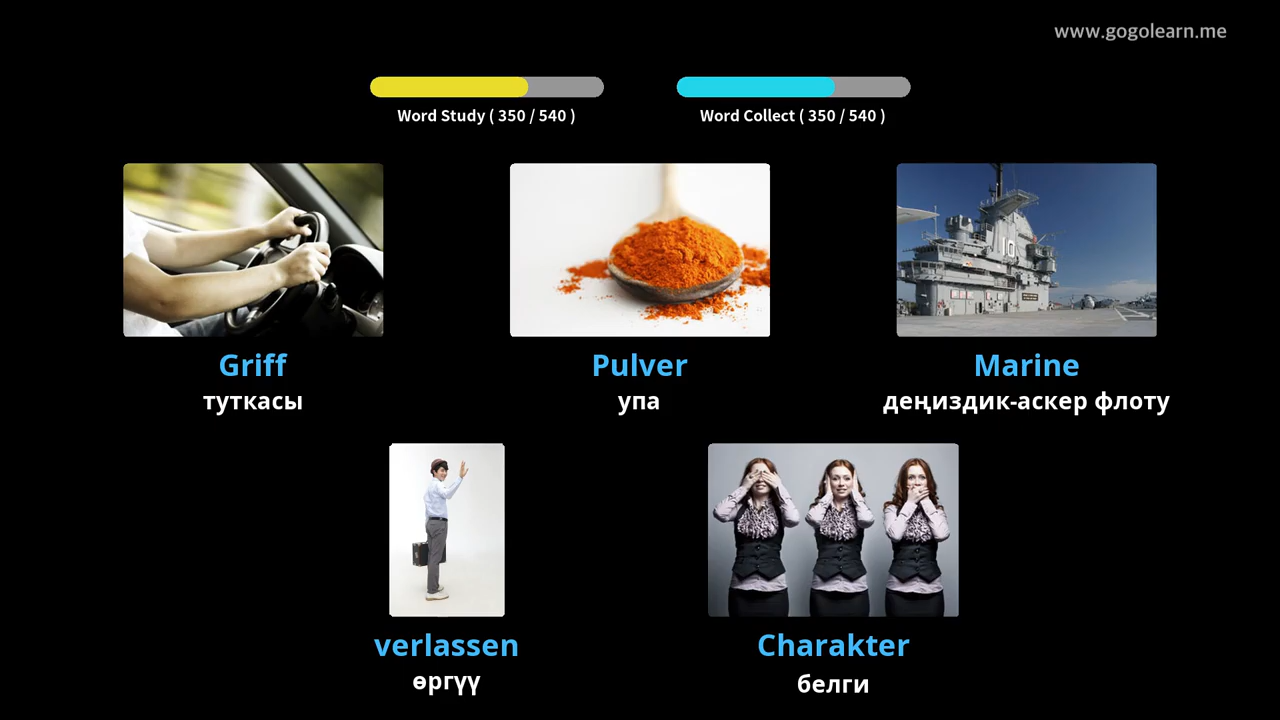 www.gogolearn.me
Word Study ( 350 / 540 )
Word Collect ( 350 / 540 )
Griff
Pulver
Marine
туткасы
упа
деңиздик-аскер флоту
verlassen
Charakter
өргүү
белги